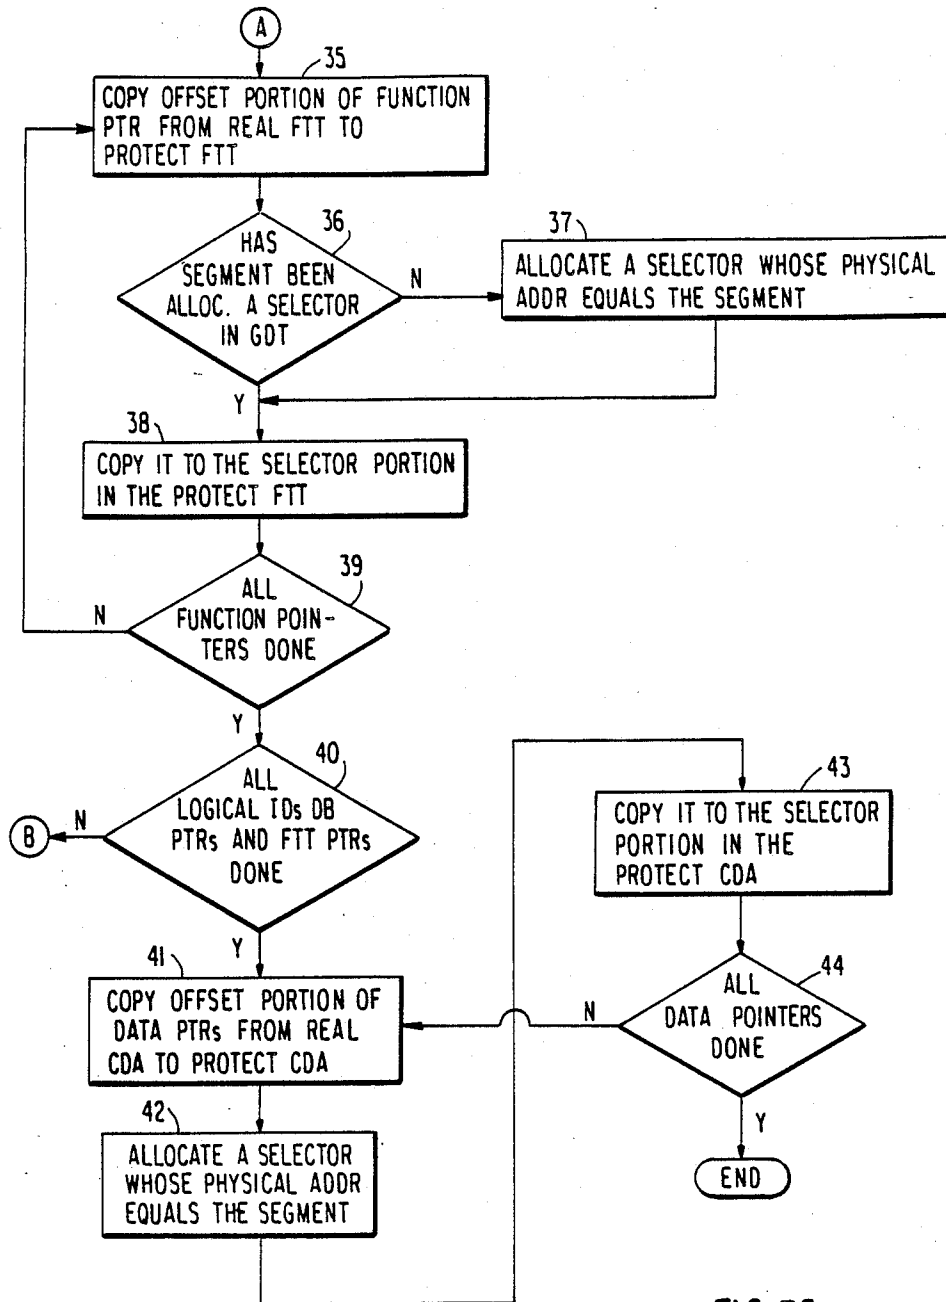 A
35
COPY OFFSET PORTION OF FUNCTION
PTR FROM REAL FTT TO
PROTECT FTT
36
HAS
SEGMENT BEEN
ALLOC. A SELECTOR
IN GDT
N
37
ALLOCATE A SELECTOR WHOSE PHYSICAL
ADDR EQUALS THE SEGMENT
Y
38
COPY IT TO THE SELECTOR PORTION
IN THE PROTECT FTT
39
ALL
FUNCTION POIN-
TERS DONE
N
Y
40
ALL
LOGICAL IDs DB
PTRs AND FTT PTRs
DONE
N
B
Y
41
COPY OFFSET PORTION OF
DATA PTRs FROM REAL
CDA TO PROTECT CDA
42
ALLOCATE A SELECTOR
WHOSE PHYSICAL ADDR
EQUALS THE SEGMENT
43
COPY IT TO THE SELECTOR
PORTION IN THE
PROTECT CDA
44
ALL
DATA POINTERS
DONE
N
Y
END